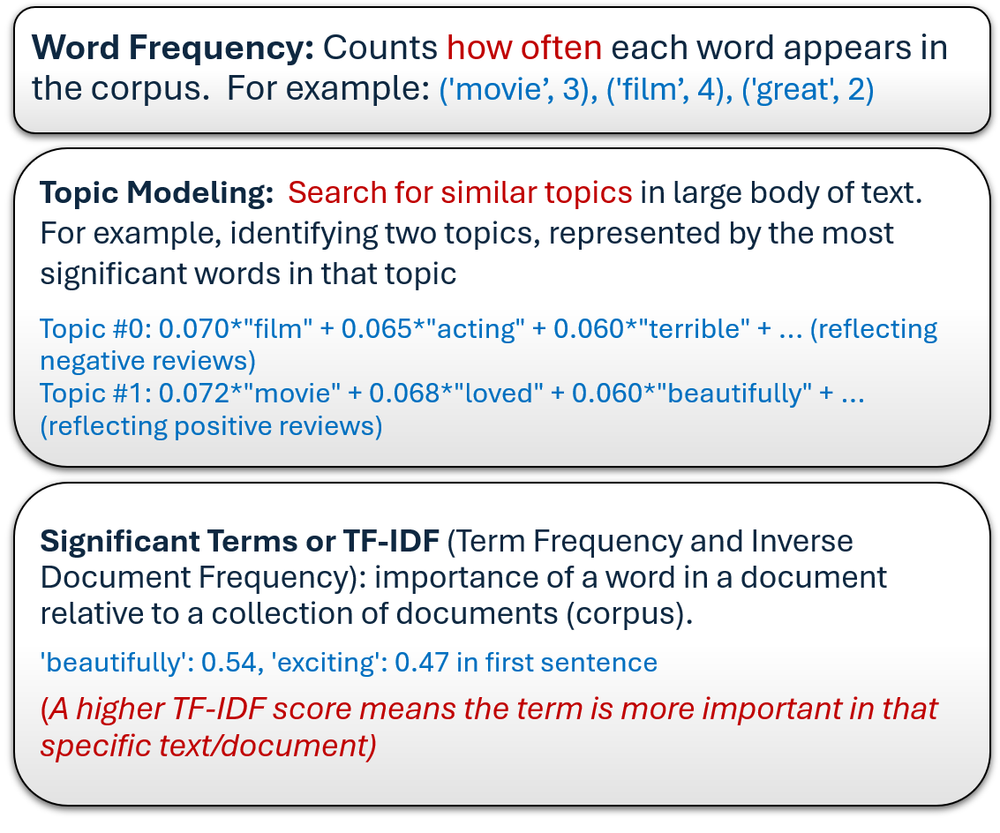 Word Frequency: Counts how often each word appears in
the corpus.  For example: ('movie’, 3), ('film’, 4), ('great', 2)
Topic Modeling:  Search for similar topics in large body of text.
For example, identifying two topics, represented by the most
significant words in that topic
Topic #0: 0.070*"film" + 0.065*"acting" + 0.060*"terrible" + ... (reflecting
negative reviews)
Topic #1: 0.072*"movie" + 0.068*"loved" + 0.060*"beautifully" + ...
(reflecting positive reviews)
Significant Terms or TF-IDF (Term Frequency and Inverse
Document Frequency): importance of a word in a document
relative to a collection of documents (corpus).
'beautifully': 0.54, 'exciting': 0.47 in first sentence
(A higher TF-IDF score means the term is more important in that
specific text/document)